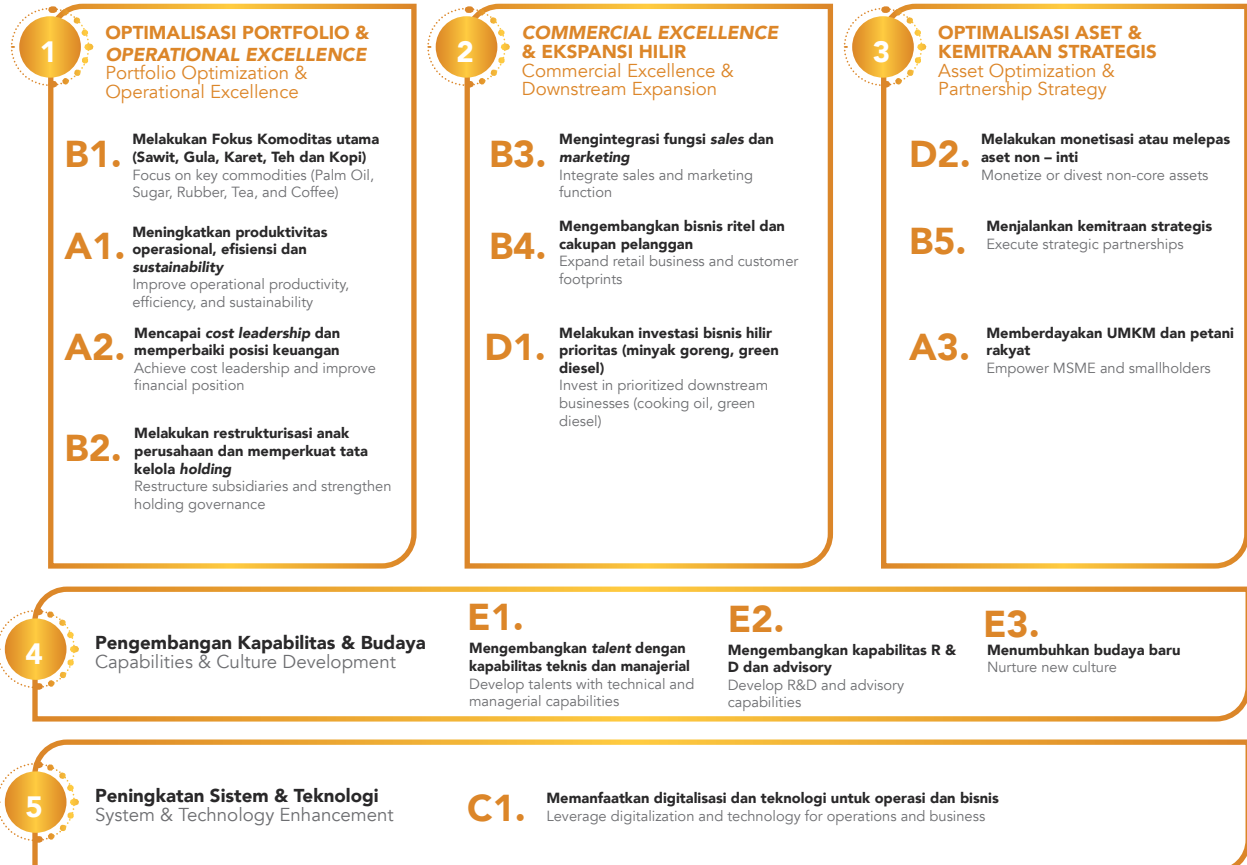 1
OPTIMALISASI PORTFOLIO &
OPERATIONAL EXCELLENCE
Portfolio Optimization &
Operational Excellence
B1.
Melakukan Fokus Komoditas utama
(Sawit, Gula, Karet, Teh dan Kopi)
Focus on key commodities (Palm Oil,
Sugar, Rubber, Tea, and Coffee)
A1.
Meningkatkan produktivitas
operasional, efisiensi dan
sustainability
Improve operational productivity,
efficiency, and sustainability
A2.
Mencapai cost leadership dan
memperbaiki posisi keuangan
Achieve cost leadership and improve
financial position
B2.
Melakukan restrukturisasi anak
perusahaan dan memperkuat tata
kelola holding
Restructure subsidiaries and strengthen
holding governance
2
COMMERCIAL EXCELLENCE
& EKSPANSI HILIR
Commercial Excellence &
Downstream Expansion
B3.
Mengintegrasi fungsi sales dan
marketing
Integrate sales and marketing
function
B4.
Mengembangkan bisnis ritel dan
cakupan pelanggan
Expand retail business and customer
footprints
D1.
Melakukan investasi bisnis hilir
prioritas (minyak goreng, green
diesel)
Invest in prioritized downstream
businesses (cooking oil, green
diesel)
3
OPTIMALISASI ASET &
KEMITRAAN STRATEGIS
Asset Optimization &
Partnership Strategy
D2.
Melakukan monetisasi atau melepas
aset non – inti
Monetize or divest non-core assets
B5.
Menjalankan kemitraan strategis
Execute strategic partnerships
A3.
Memberdayakan UMKM dan petani
rakyat
Empower MSME and smallholders
4
Pengembangan Kapabilitas & Budaya
Capabilities & Culture Development
E1.
Mengembangkan talent dengan
kapabilitas teknis dan manajerial
Develop talents with technical and
managerial capabilities
E2.
Mengembangkan kapabilitas R &
D dan advisory
Develop R&D and advisory
capabilities
E3.
Menumbuhkan budaya baru
Nurture new culture
5
Peningkatan Sistem & Teknologi
System & Technology Enhancement
C1.
Memanfaatkan digitalisasi dan teknologi untuk operasi dan bisnis
Leverage digitalization and technology for operations and business